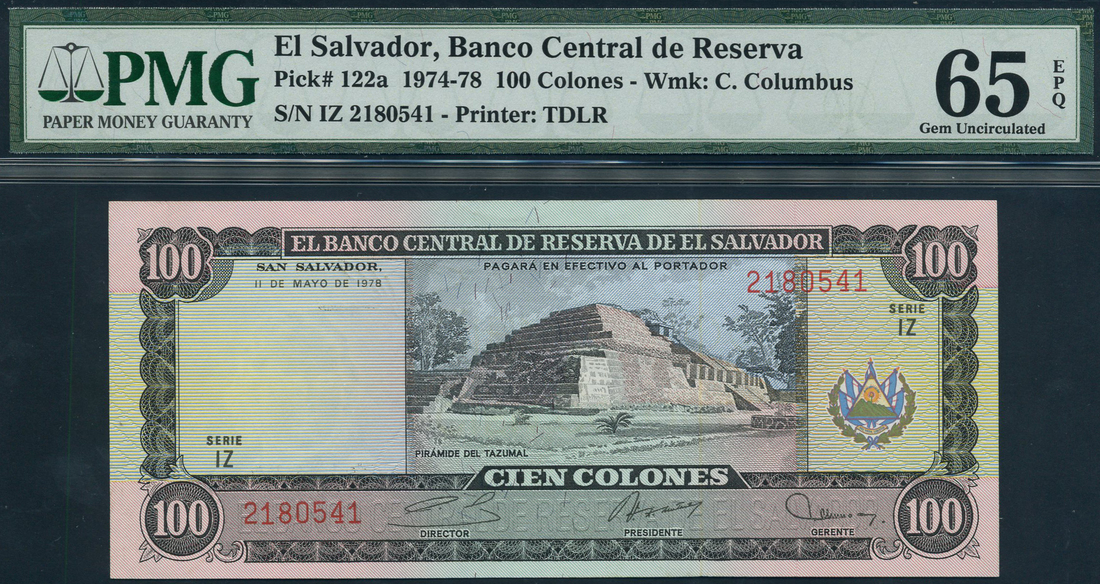 PMG
PAPER MONEY GUARANTY
El Salvador, Banco Central de Reserva
Pick# 122a 1974-78 100 Colones - Wmk: C. Columbus
S/N IZ 2180541 - Printer: TDLR
65 EPQ
Gem Uncirculated
EL BANCO CENTRAL DE RESERVA DE EL SALVADOR
100
100
SAN SALVADOR,
11 DE MAYO DE 1978
PAGARÁ EN EFECTIVO AL PORTADOR
2180541
SERIE
IZ
SERIE
IZ
PIRÁMIDE DEL TAZUMAL
CIEN COLONES
100
2180541
100
DIRECTOR
PRESIDENTE
GERENTE